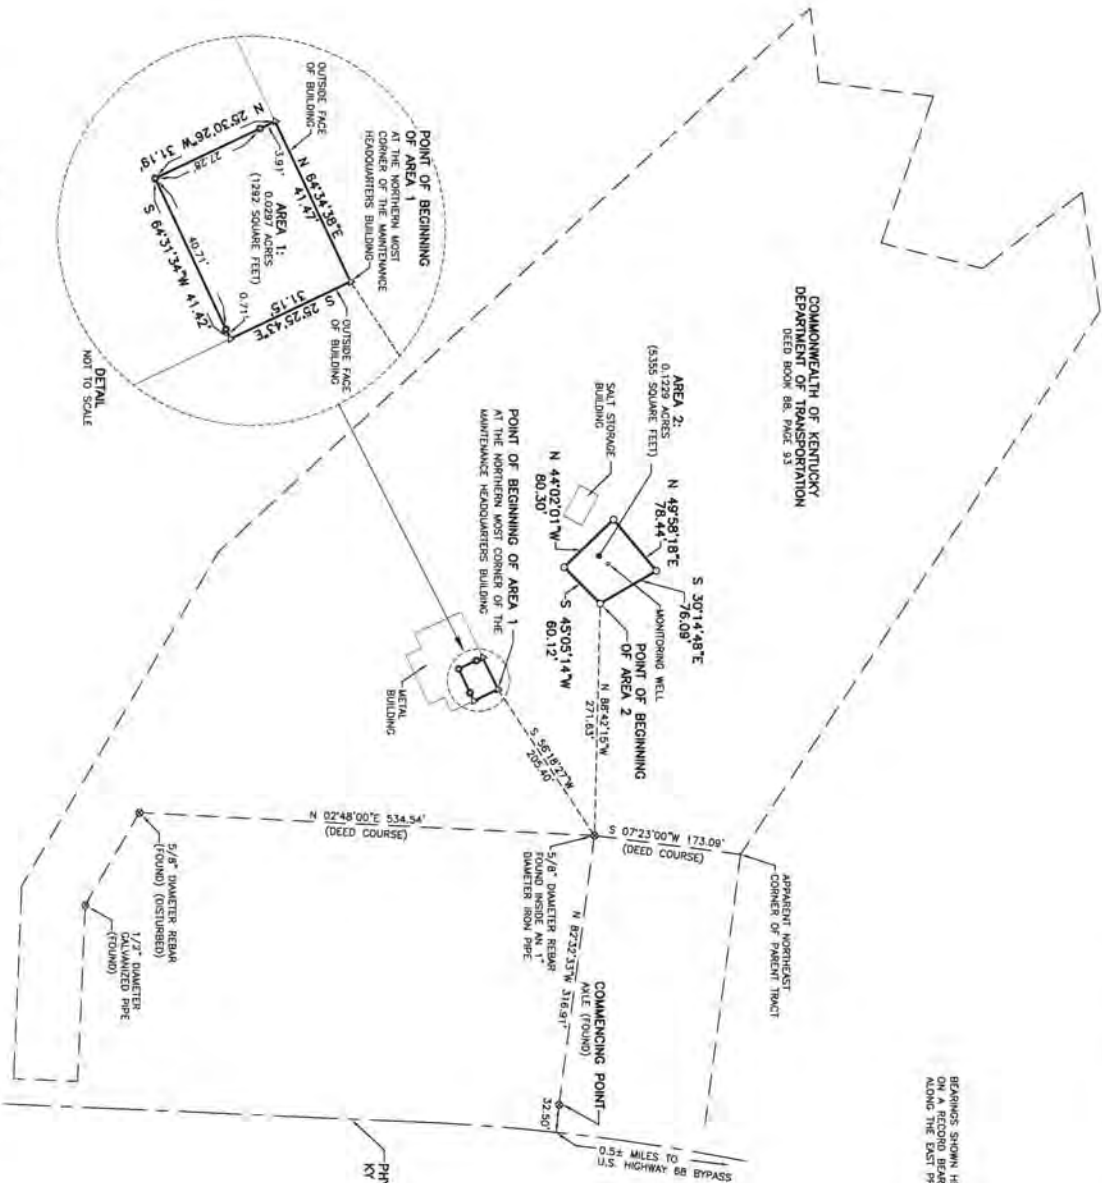 COMMONWEALTH OF KENTUCKY
DEPARTMENT OF TRANSPORTATION
DEED BOOK 88, PAGE 93
BEARINGS SHOWN
ON A RECORD
ALONG THE EAST
OUTSIDE FACE
OF BUILDING
POINT OF BEGINNING
OF AREA 1
AT THE NORTHERN MOST
CORNER OF THE MAINTENANCE
HEADQUARTERS BUILDING
N 64°34'38"E
41.47'
N 25°30'26"W 31.19'
27.28'
3.91'
AREA 1:
0.0297 ACRES
(1292 SQUARE FEET)
40.71'
S 64°31'34"W 41.42'
0.71'
S 25°25'43"E
31.15'
OUTSIDE FACE
OF BUILDING
DETAIL
NOT TO SCALE
AREA 2:
0.1229 ACRES
(5355 SQUARE FEET)
SALT STORAGE
BUILDING
N 44°02'01"W
80.30'
N 49°58'18"E
78.44'
S 30°14'48"E
76.09'
MONITORING WELL
S 45°05'14"W
60.12'
POINT OF BEGINNING
OF AREA 2
N 88°42'15"W
271.63'
POINT OF BEGINNING OF AREA 1
AT THE NORTHERN MOST CORNER OF THE
MAINTENANCE HEADQUARTERS BUILDING
METAL
BUILDING
S 56°18'27"W
205.40'
S 07°23'00"W 173.09'
(DEED COURSE)
APPARENT NORTHEAST
CORNER OF PARENT TRACT
N 02°48'00"E 534.54'
(DEED COURSE)
5/8" DIAMETER REBAR
FOUND INSIDE AN 1"
DIAMETER IRON PIPE
N 82°32'33"W 316.91'
COMMENCING POINT
AXLE (FOUND)
32.50'
0.5± MILES TO
U.S. HIGHWAY 68 BYPASS
5/8" DIAMETER REBAR
(FOUND) (DISTURBED)
1/2" DIAMETER
GALVANIZED PIPE
(FOUND)
KY